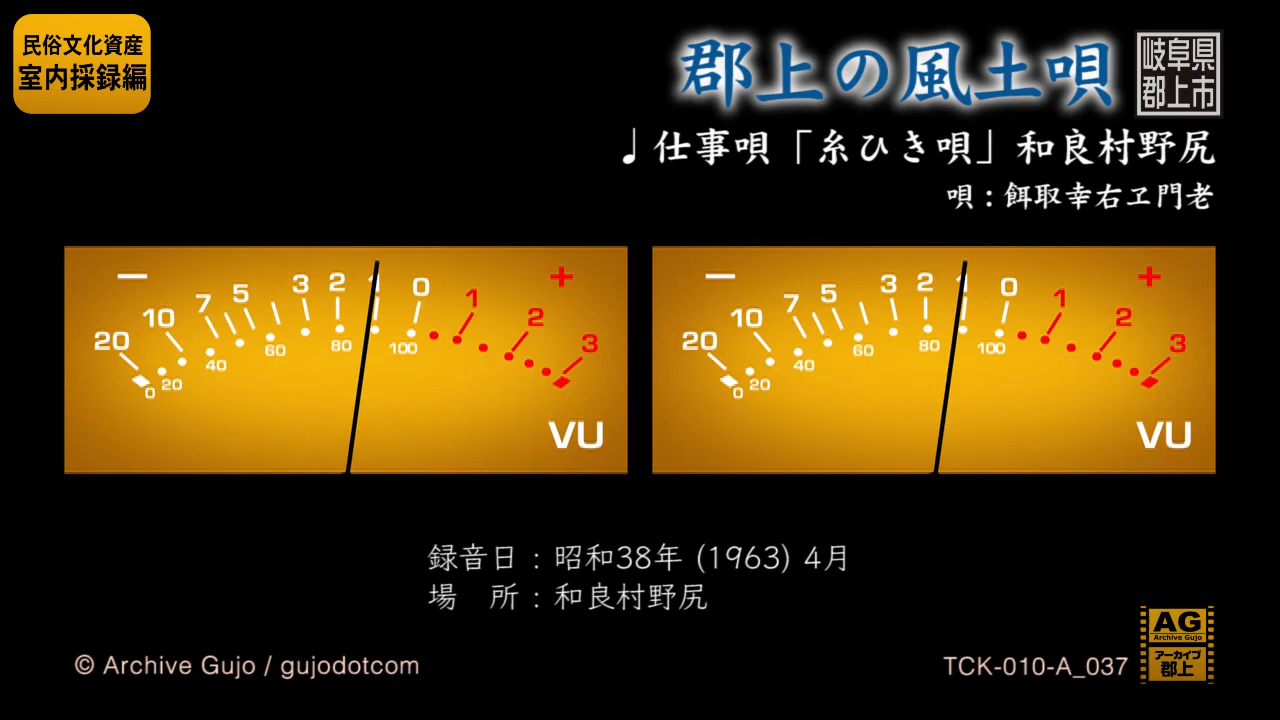 民俗文化資産
室内採録編
郡上の風土唄
岐阜県
郡上市
♩仕事唄「糸ひき唄」和良村野尻
唄：餌取幸右ヱ門老
− 20 10 7 5 3 2 1 0 1 2 3 +
0 20 40 60 80 100
VU
− 20 10 7 5 3 2 1 0 1 2 3 +
0 20 40 60 80 100
VU
録音日：昭和38年 (1963) 4月
場　所：和良村野尻
© Archive Gujo / gujodotcom
TCK-010-A_037
AG
Archive Gujo
アーカイブ
郡上